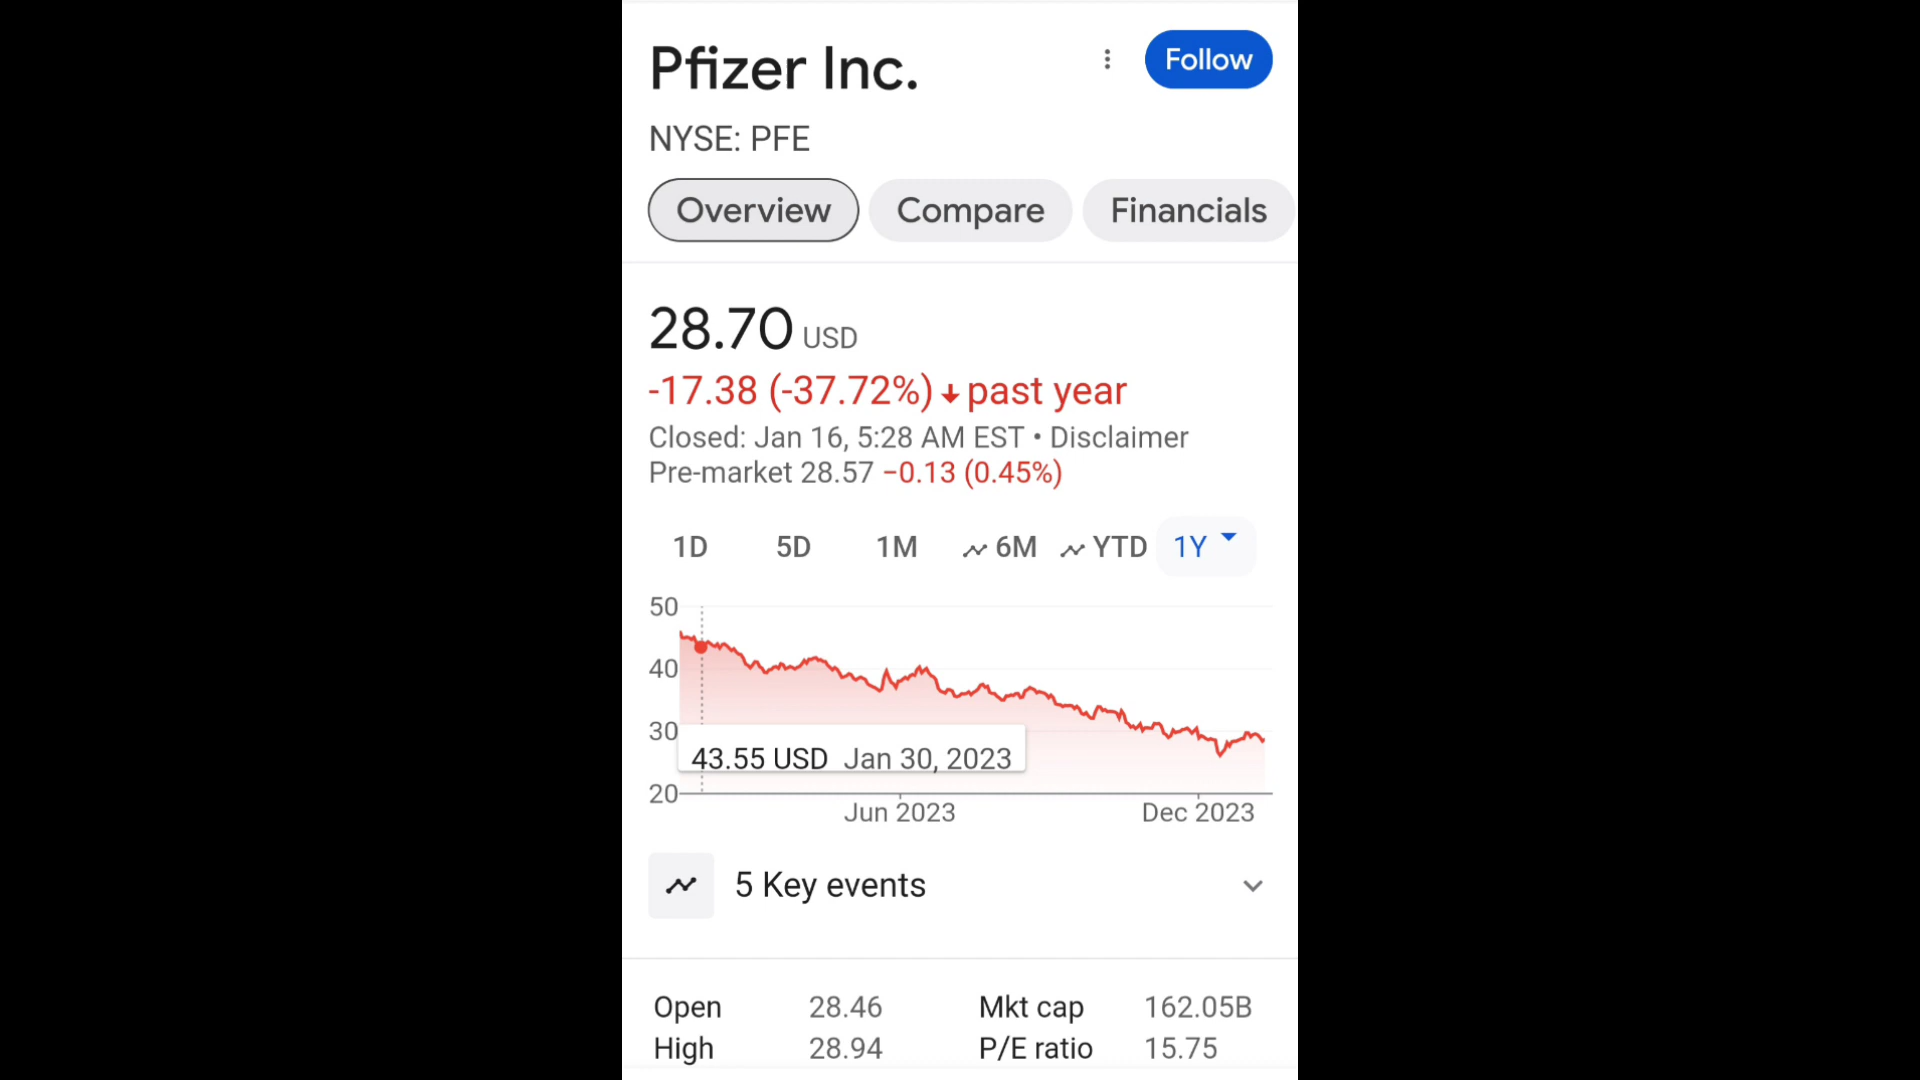 Pfizer Inc.
Follow
NYSE: PFE
Overview Compare Financials
28.70 USD
-17.38 (-37.72%) past year
Closed: Jan 16, 5:28 AM EST • Disclaimer
Pre-market 28.57 −0.13 (0.45%)
1D 5D 1M 6M YTD 1Y
50
40
30
43.55 USD Jan 30, 2023
20
Jun 2023 Dec 2023
5 Key events
Open 28.46 Mkt cap 162.05B
High 28.94 P/E ratio 15.75